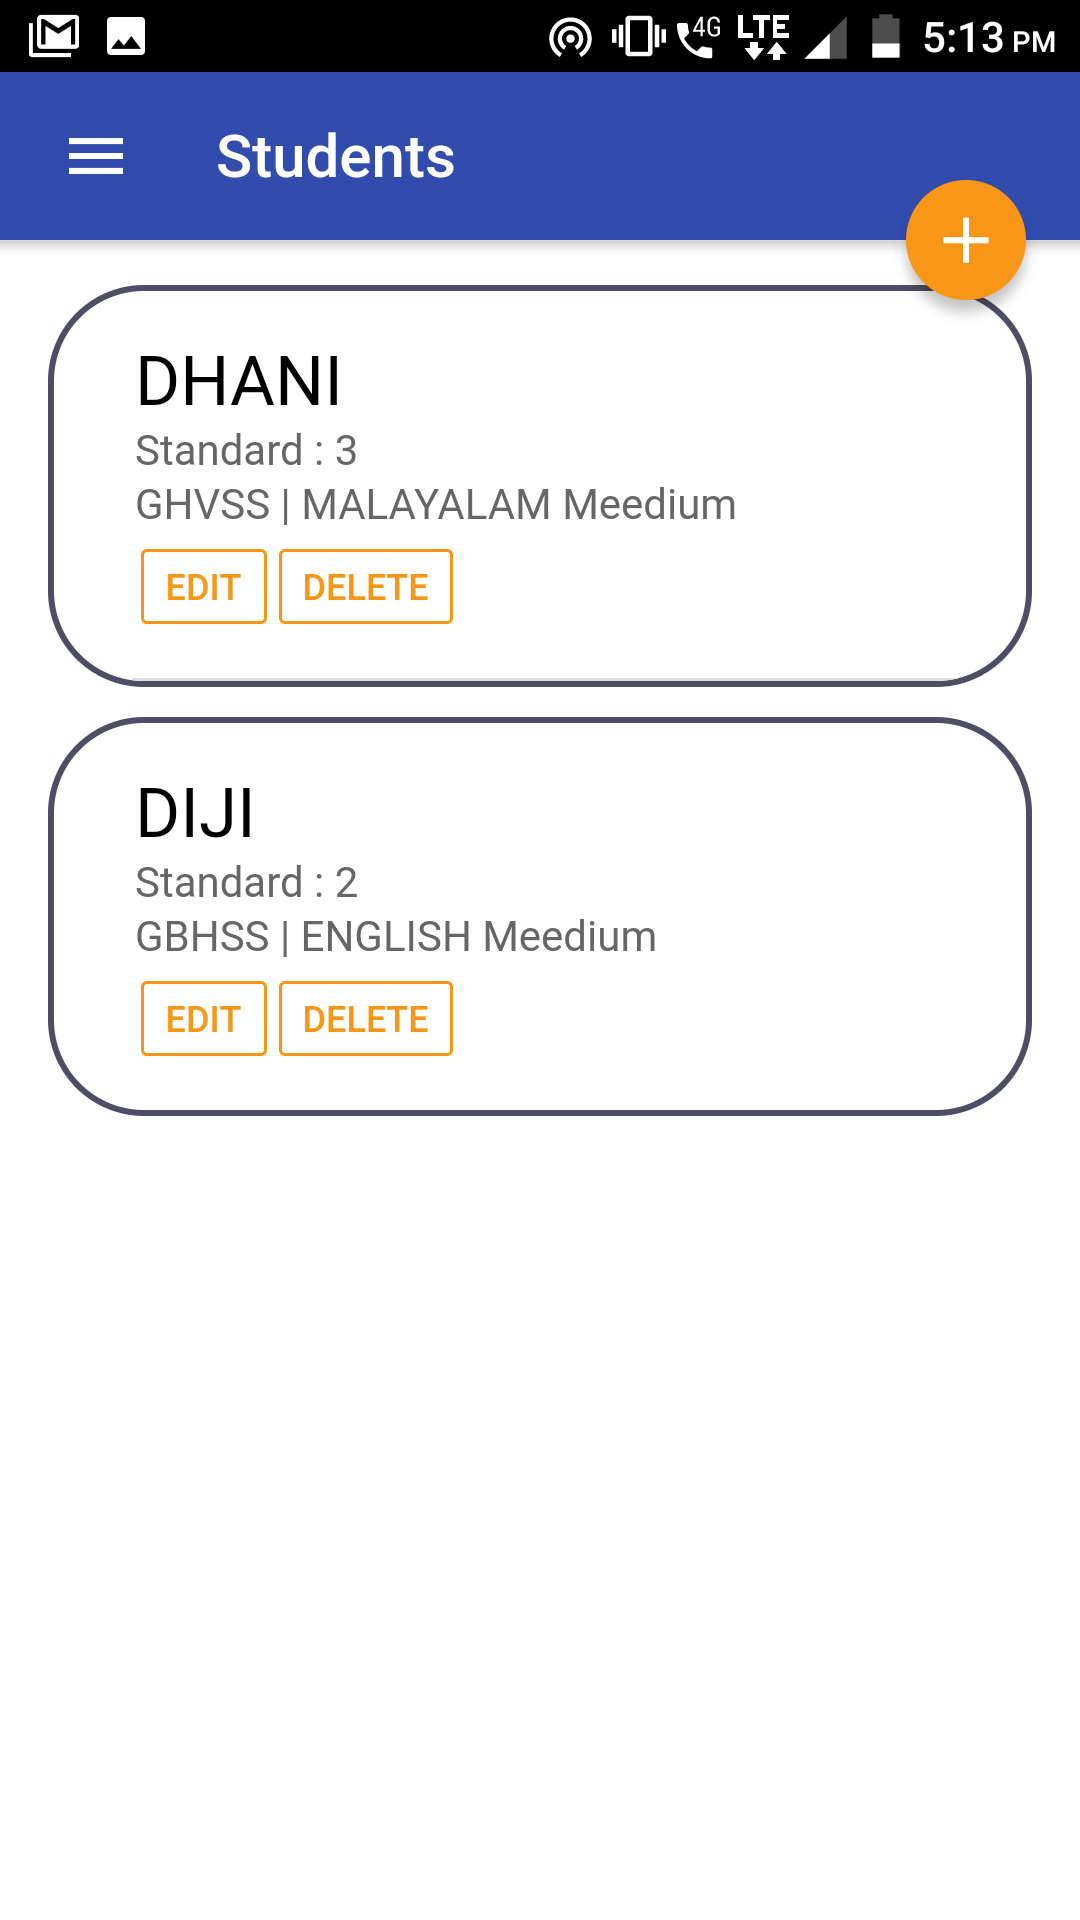 4G LTE 5:13 PM
Students
DHANI
Standard : 3
GHVSS | MALAYALAM Meedium
EDIT DELETE
DIJI
Standard : 2
GBHSS | ENGLISH Meedium
EDIT DELETE